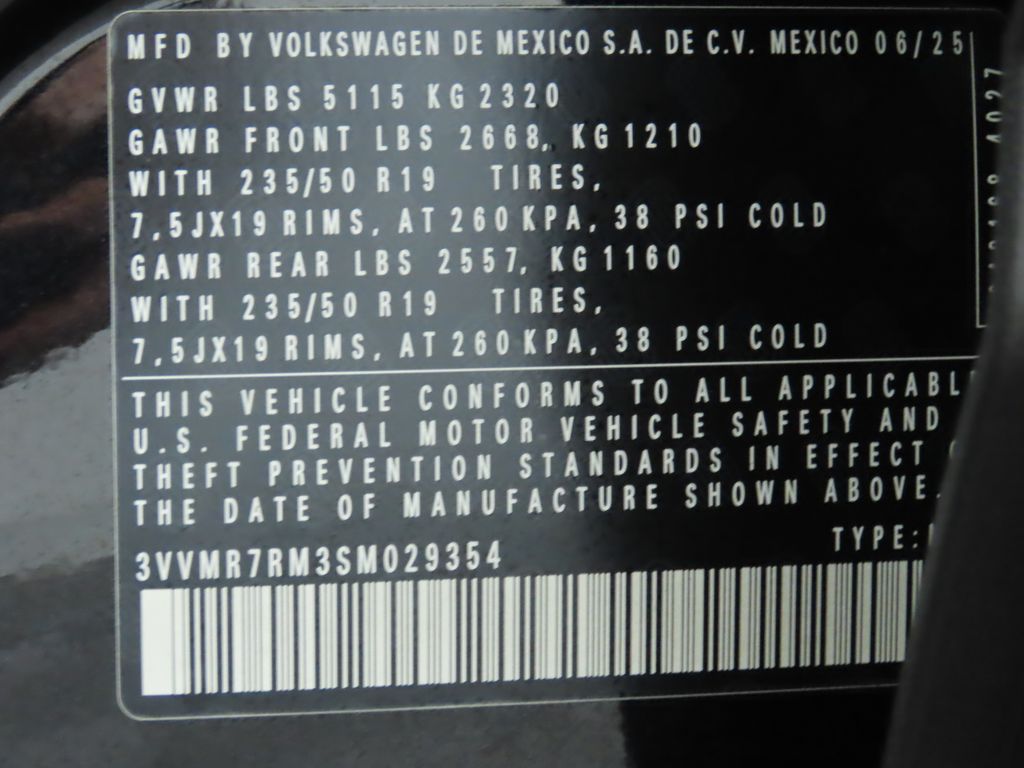 MFD BY VOLKSWAGEN DE MEXICO S.A. DE C.V. MEXICO 06/25
GVWR LBS 5115 KG 2320
GAWR FRONT LBS 2668, KG 1210
WITH 235/50 R19 TIRES,
7,5JX19 RIMS, AT 260 KPA, 38 PSI COLD
GAWR REAR LBS 2557, KG 1160
WITH 235/50 R19 TIRES,
7,5JX19 RIMS, AT 260 KPA, 38 PSI COLD
THIS VEHICLE CONFORMS TO ALL APPLICABL
U.S. FEDERAL MOTOR VEHICLE SAFETY AND
THEFT PREVENTION STANDARDS IN EFFECT
THE DATE OF MANUFACTURE SHOWN ABOVE.
TYPE:
3VVMR7RM3SM029354
4027